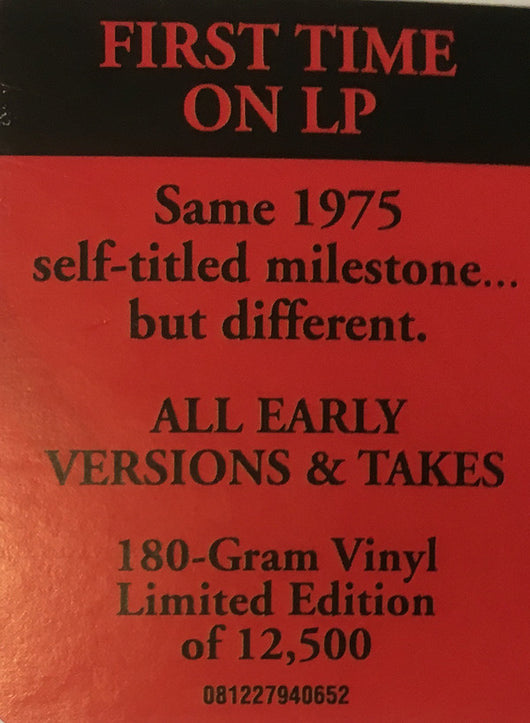 FIRST TIME
ON LP
Same 1975
self-titled milestone...
but different.
ALL EARLY
VERSIONS & TAKES
180-Gram Vinyl
Limited Edition
of 12,500
081227940652